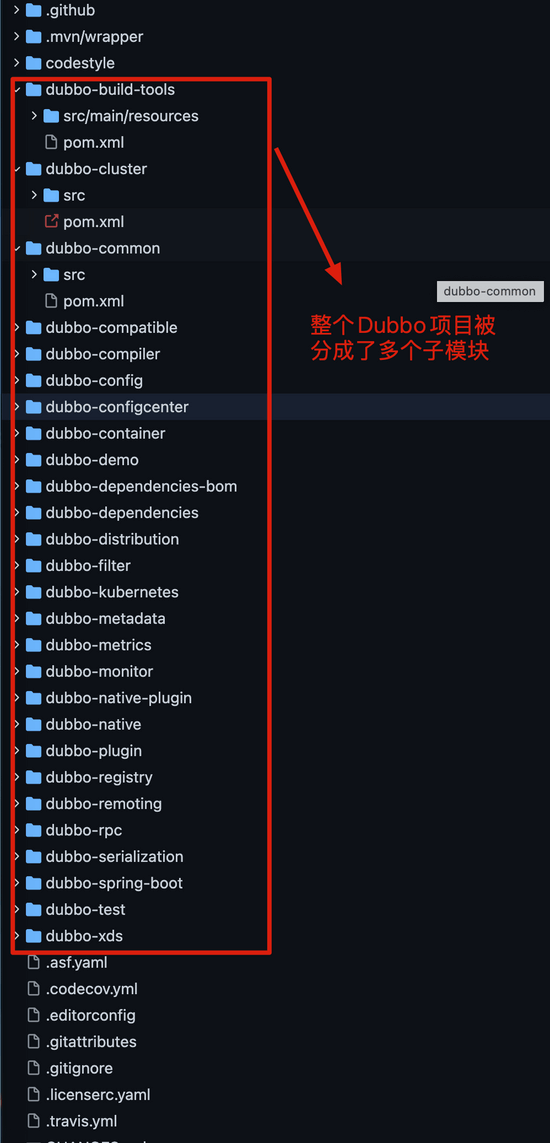 .github
.mvn/wrapper
codestyle
dubbo-build-tools
src/main/resources
pom.xml
dubbo-cluster
src
pom.xml
dubbo-common
src
dubbo-common
pom.xml
整个Dubbo项目被
分成了多个子模块
dubbo-compatible
dubbo-compiler
dubbo-config
dubbo-configcenter
dubbo-container
dubbo-demo
dubbo-dependencies-bom
dubbo-dependencies
dubbo-distribution
dubbo-filter
dubbo-kubernetes
dubbo-metadata
dubbo-metrics
dubbo-monitor
dubbo-native-plugin
dubbo-native
dubbo-plugin
dubbo-registry
dubbo-remoting
dubbo-rpc
dubbo-serialization
dubbo-spring-boot
dubbo-test
dubbo-xds
.asf.yaml
.codecov.yml
.editorconfig
.gitattributes
.gitignore
.licenserc.yaml
.travis.yml